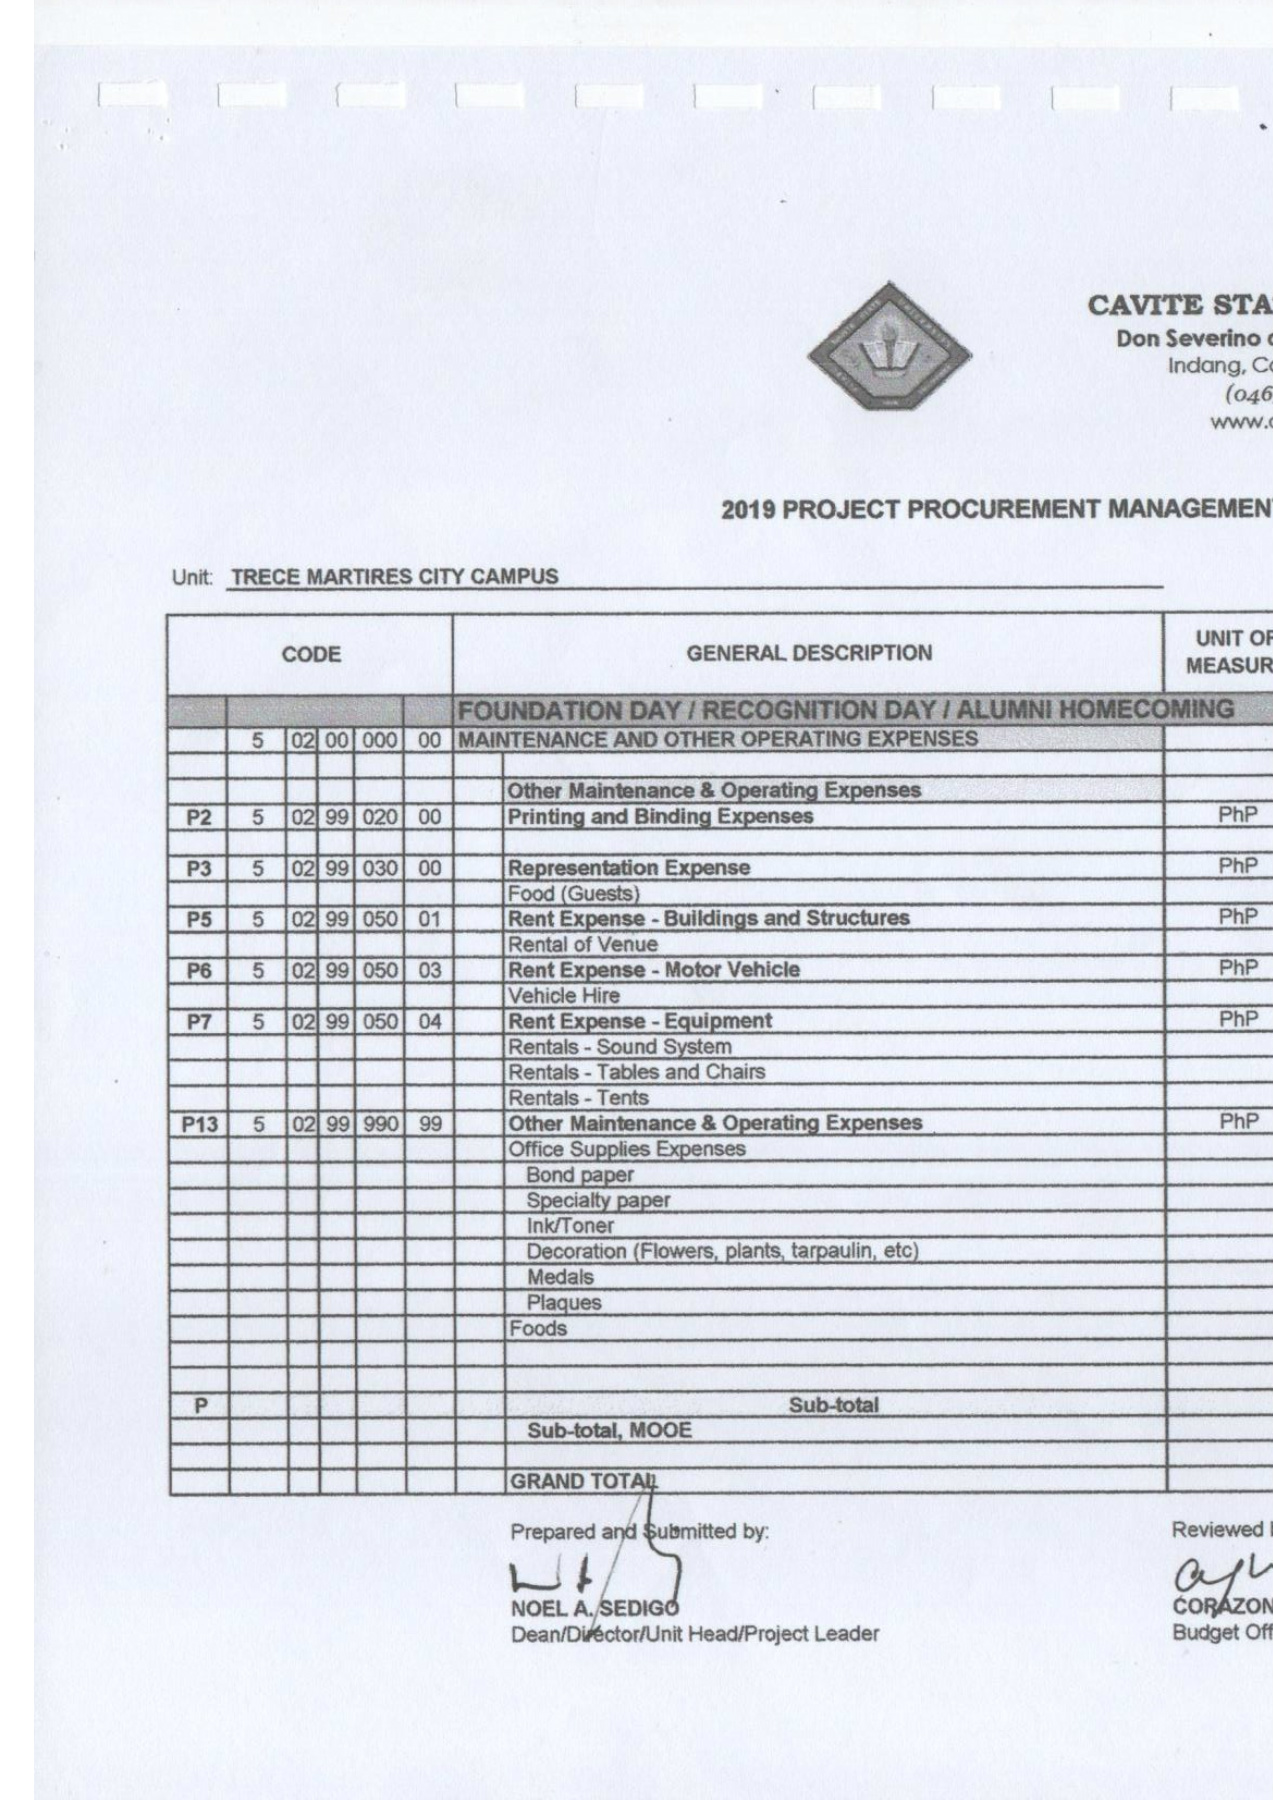 CAVITE STA
Don Severino d
Indang, Ca
(046
www.c
2019 PROJECT PROCUREMENT MANAGEMENT
Unit: TRECE MARTIRES CITY CAMPUS
CODE GENERAL DESCRIPTION UNIT OF
MEASUR
FOUNDATION DAY / RECOGNITION DAY / ALUMNI HOMECOMING
5 02 00 000 00 MAINTENANCE AND OTHER OPERATING EXPENSES
Other Maintenance & Operating Expenses
P2 5 02 99 020 00 Printing and Binding Expenses PhP
P3 5 02 99 030 00 Representation Expense PhP
Food (Guests)
P5 5 02 99 050 01 Rent Expense - Buildings and Structures PhP
Rental of Venue
P6 5 02 99 050 03 Rent Expense - Motor Vehicle PhP
Vehicle Hire
P7 5 02 99 050 04 Rent Expense - Equipment PhP
Rentals - Sound System
Rentals - Tables and Chairs
Rentals - Tents
P13 5 02 99 990 99 Other Maintenance & Operating Expenses PhP
Office Supplies Expenses
Bond paper
Specialty paper
Ink/Toner
Decoration (Flowers, plants, tarpaulin, etc)
Medals
Plaques
Foods
P Sub-total
Sub-total, MOOE
GRAND TOTAL
Prepared and Submitted by: Reviewed
NOEL A. SEDIGO CORAZON
Dean/Director/Unit Head/Project Leader Budget Off